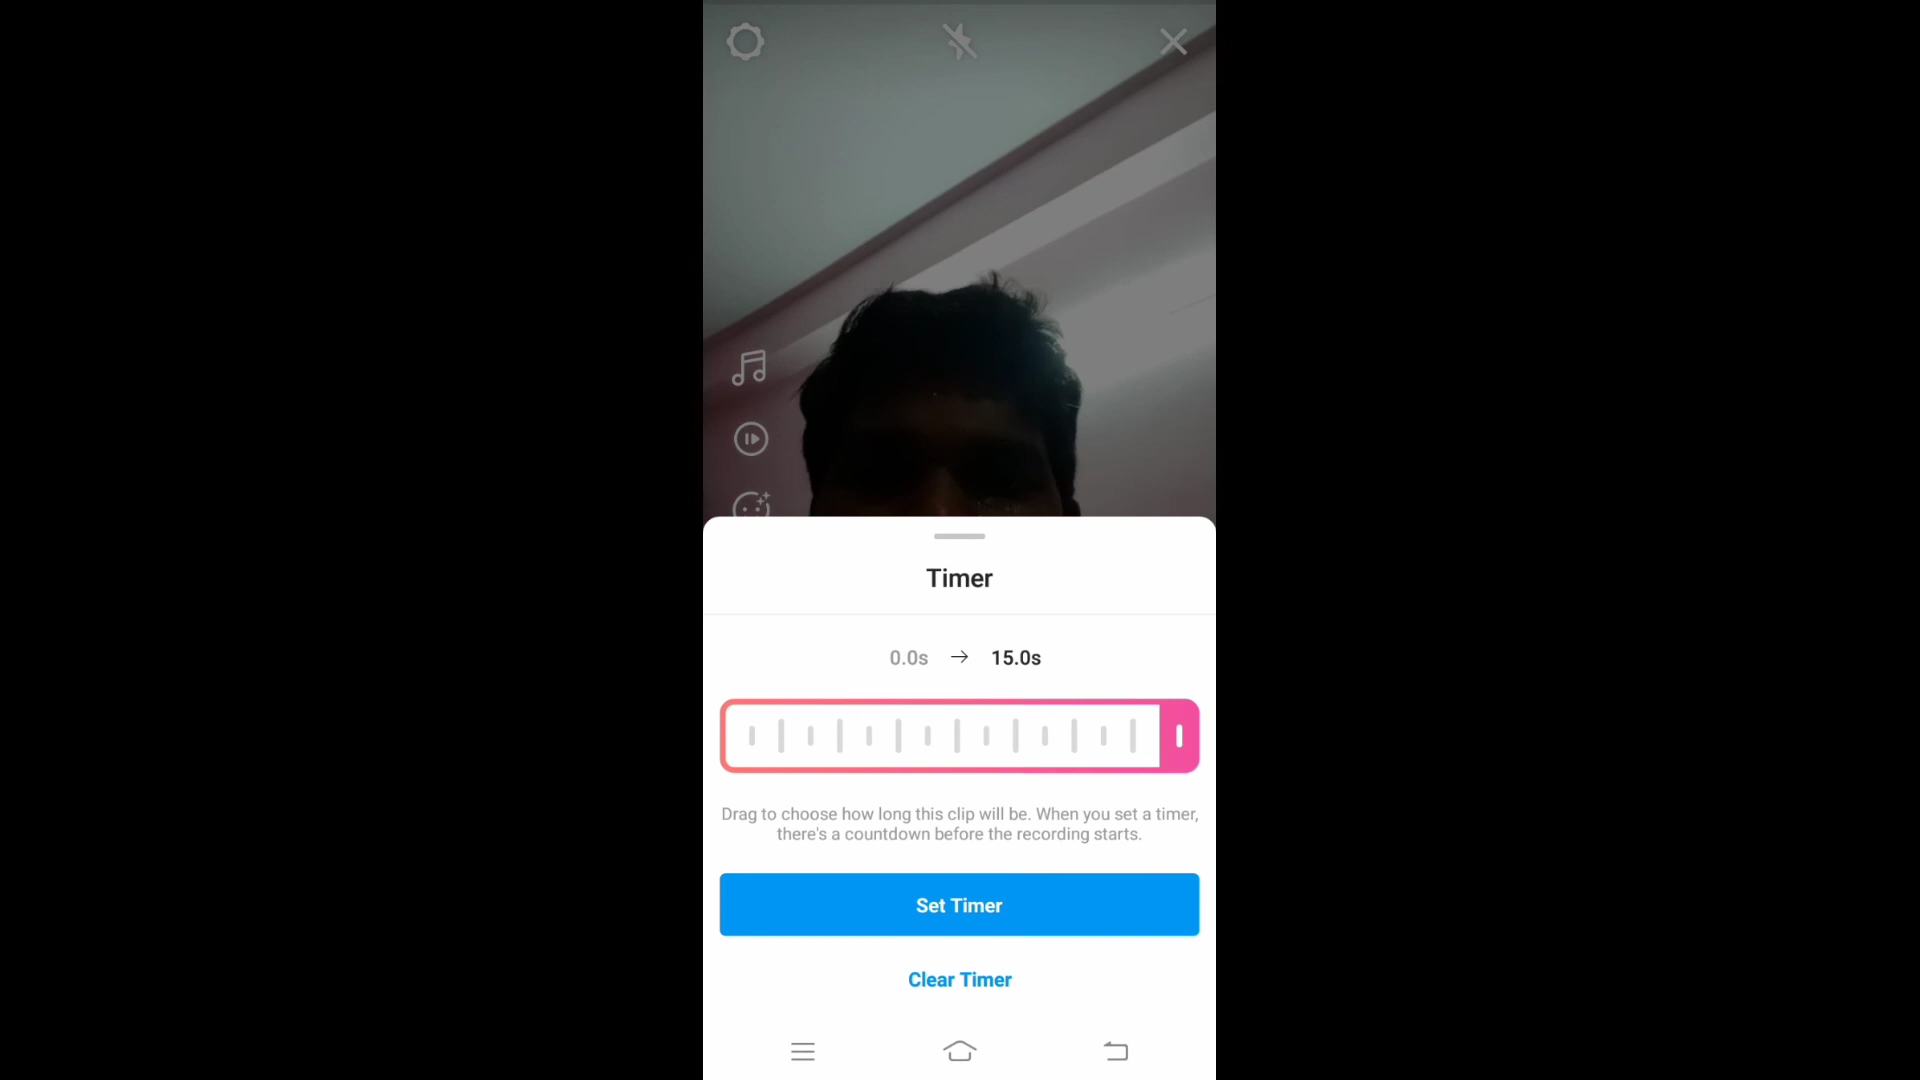 Timer
0.0s → 15.0s
Drag to choose how long this clip will be. When you set a timer,
there's a countdown before the recording starts.
Set Timer
Clear Timer